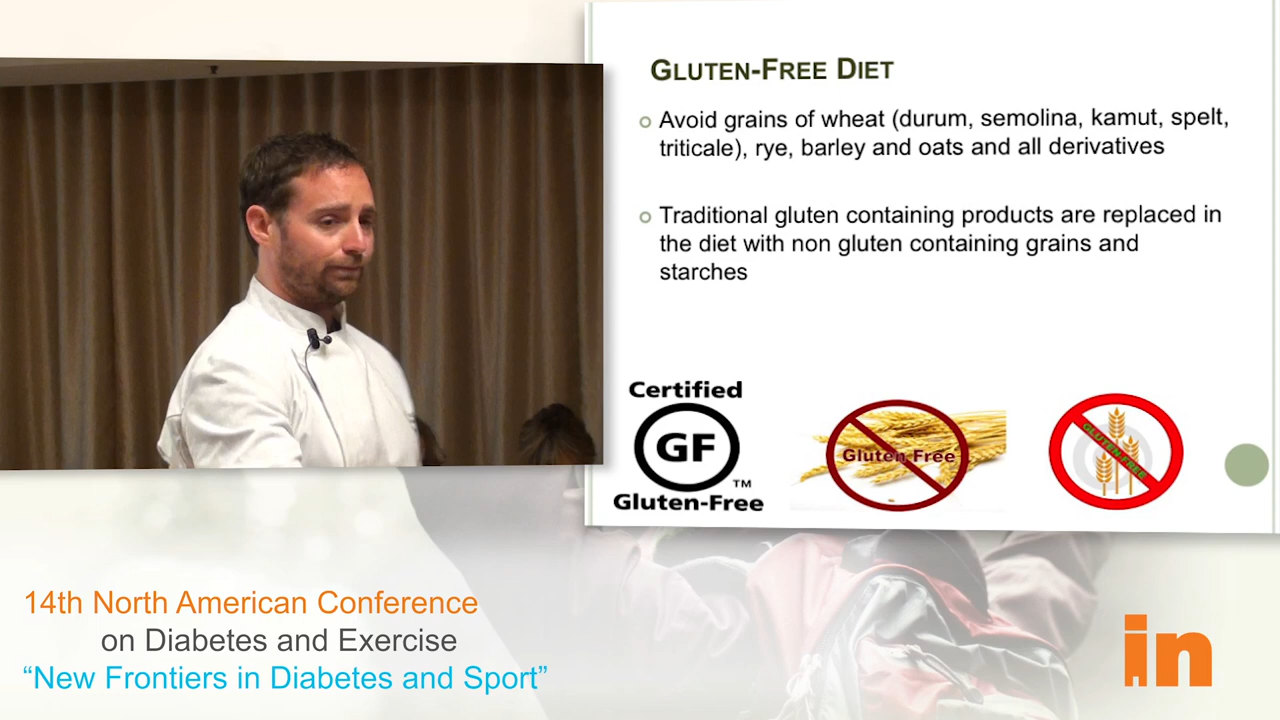 GLUTEN-FREE DIET
Avoid grains of wheat (durum, semolina, kamut, spelt,
triticale), rye, barley and oats and all derivatives
Traditional gluten containing products are replaced in
the diet with non gluten containing grains and
starches
Certified
GF
TM
Gluten-Free
Gluten Free
GLUTEN-FREE
14th North American Conference
on Diabetes and Exercise
“New Frontiers in Diabetes and Sport”
in